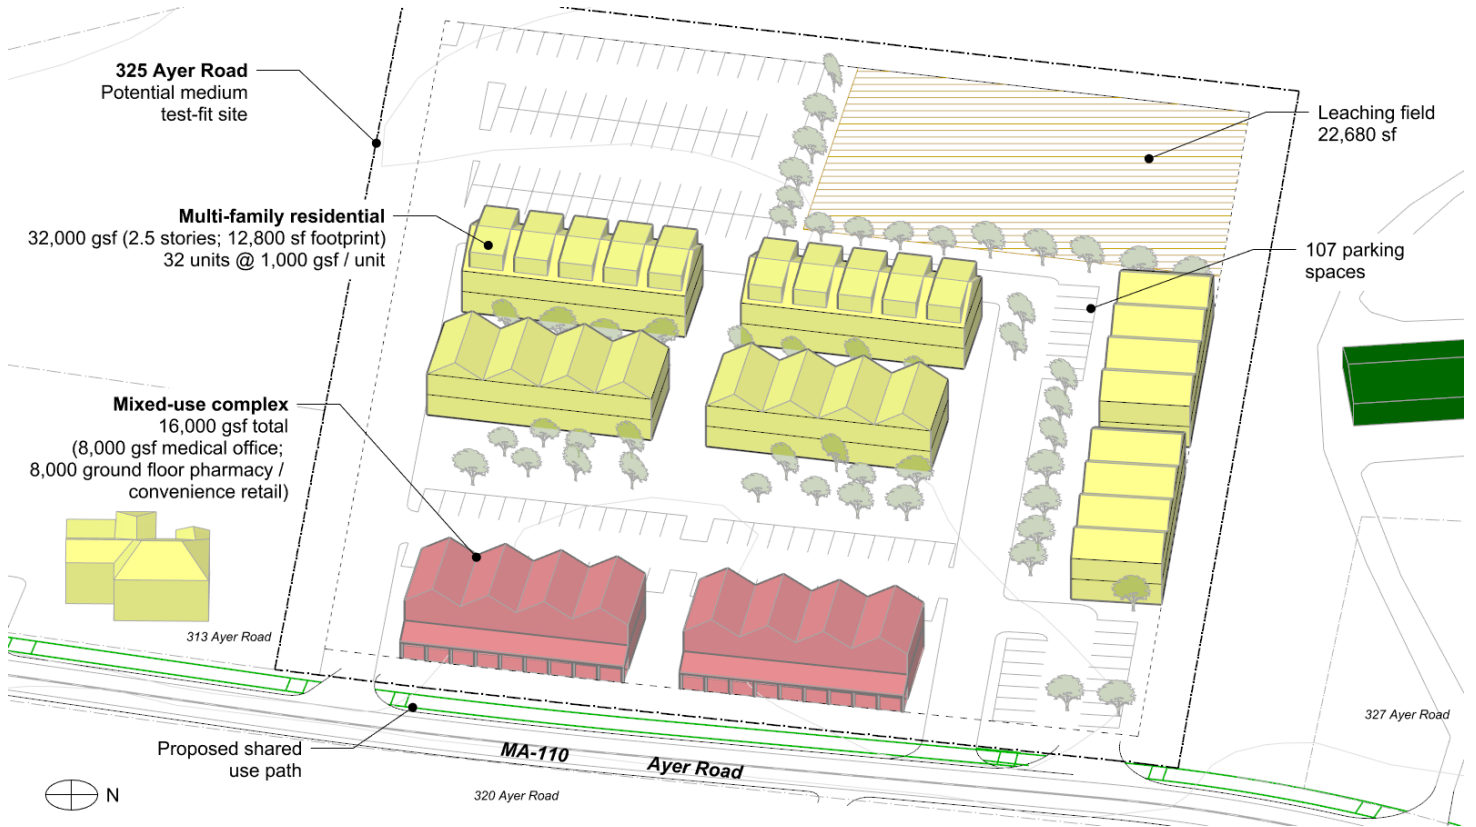 325 Ayer Road
Potential medium
test-fit site
Leaching field
22,680 sf
Multi-family residential
32,000 gsf (2.5 stories; 12,800 sf footprint)
32 units @ 1,000 gsf / unit
107 parking
spaces
Mixed-use complex
16,000 gsf total
(8,000 gsf medical office;
8,000 ground floor pharmacy /
convenience retail)
313 Ayer Road
327 Ayer Road
Proposed shared
use path
MA-110
Ayer Road
320 Ayer Road
N